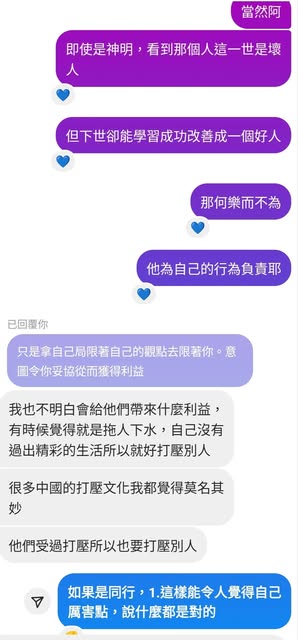 當然阿
即使是神明，看到那個人這一世是壞
人
但下世卻能學習成功改善成一個好人
那何樂而不為
他為自己的行為負責耶
已回覆你
只是拿自己局限著自己的觀點去限著你。意
圖令你妥協從而獲得利益
我也不明白會給他們帶來什麼利益，
有時候覺得就是拖人下水，自己沒有
過出精彩的生活所以就好打壓別人
很多中國的打壓文化我都覺得莫名其
妙
他們受過打壓所以也要打壓別人
如果是同行，1.這樣能令人覺得自己
厲害點，說什麼都是對的